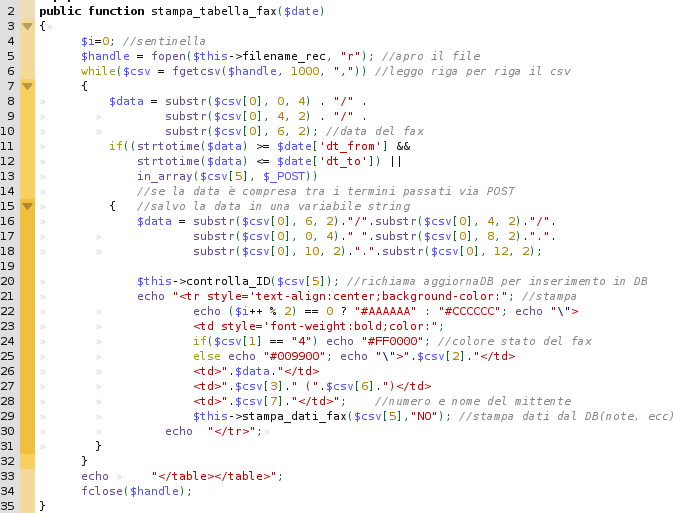 2 public function stampa_tabella_fax($date)
3 {
4 $i=0; //sentinella
5 $handle = fopen($this->filename_rec, "r"); //apro il file
6 while($csv = fgetcsv($handle, 1000, ",")) //leggo riga per riga il csv
7 {
8 » $data = substr($csv[0], 0, 4) . "/" .
9 » » substr($csv[0], 4, 2) . "/" .
10 » » substr($csv[0], 6, 2); //data del fax
11 » if((strtotime($data) >= $date['dt_from'] &&
12 » strtotime($data) <= $date['dt_to']) ||
13 » in_array($csv[5], $_POST))
14 » //se la data è compresa tra i termini passati via POST
15 » { //salvo la data in una variabile string
16 » $data = substr($csv[0], 6, 2)."/".substr($csv[0], 4, 2)."/".
17 » » substr($csv[0], 0, 4)." ".substr($csv[0], 8, 2).".".
18 » » substr($csv[0], 10, 2).".".substr($csv[0], 12, 2);
19
20 » $this->controlla_ID($csv[5]); //richiama aggiornaDB per inserimento in DB
21 » echo "<tr style='text-align:center;background-color:"; //stampa
22 » » echo ($i++ % 2) == 0 ? "#AAAAAA" : "#CCCCCC"; echo "\">
23 » » <td style='font-weight:bold;color:";
24 » » if($csv[1] == "4") echo "#FF0000"; //colore stato del fax
25 » » else echo "#009900"; echo "\">".$csv[2]."</td>
26 » » <td>".$data."</td>
27 » » <td>".$csv[3]." (".$csv[6].")</td>
28 » » <td>".$csv[7]."</td>"; //numero e nome del mittente
29 » » $this->stampa_dati_fax($csv[5],"NO"); //stampa dati dal DB(note, ecc)
30 » » echo "</tr>";»
31 » }
32 }
33 echo » "</table></table>";
34 fclose($handle);
35 }